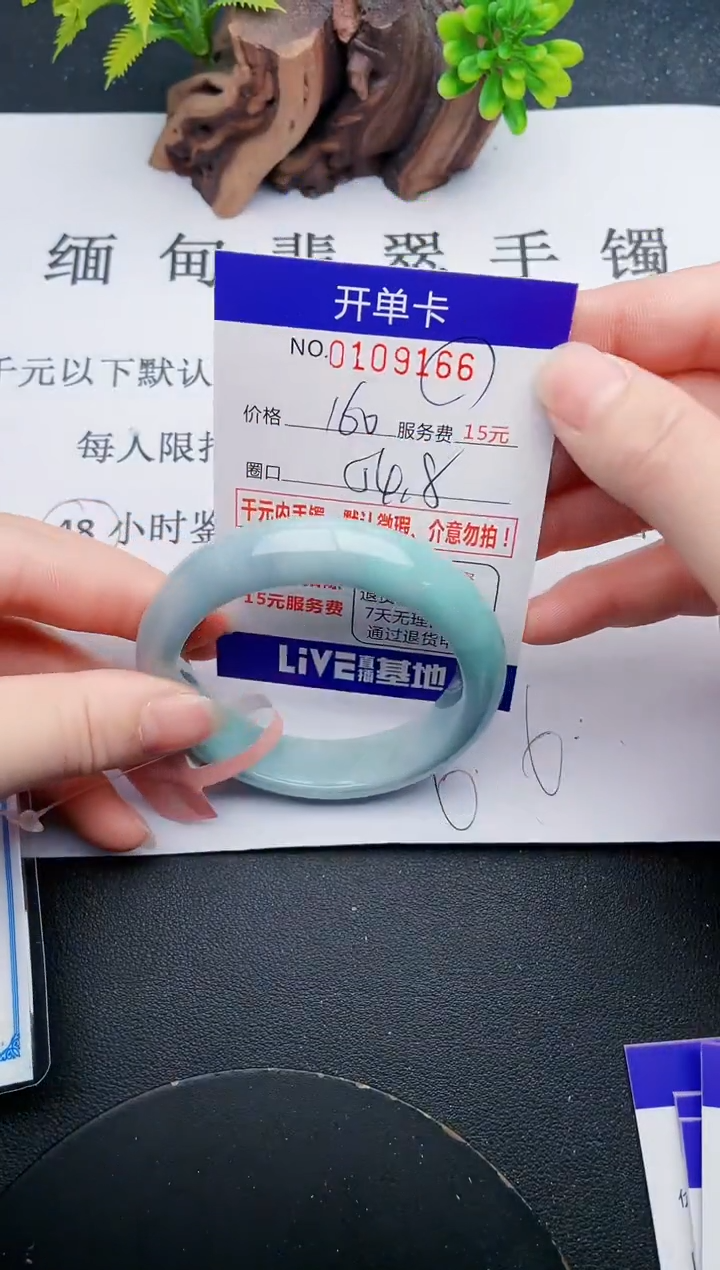 缅甸翡翠手镯
开单卡
NO.0109166
千元以下默认
价格 160 服务费 15元
每人限拍
圈口 54.8
48小时鉴
千元内手镯、默认微瑕、介意勿拍！
15元服务费
7天无理
通过退货
LiVE直播基地